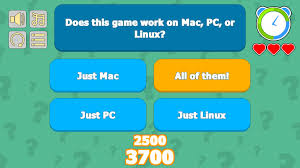 Does this game work on Mac, PC, or
Linux?
Just Mac
All of them!
Just PC
Just Linux
2500
3700